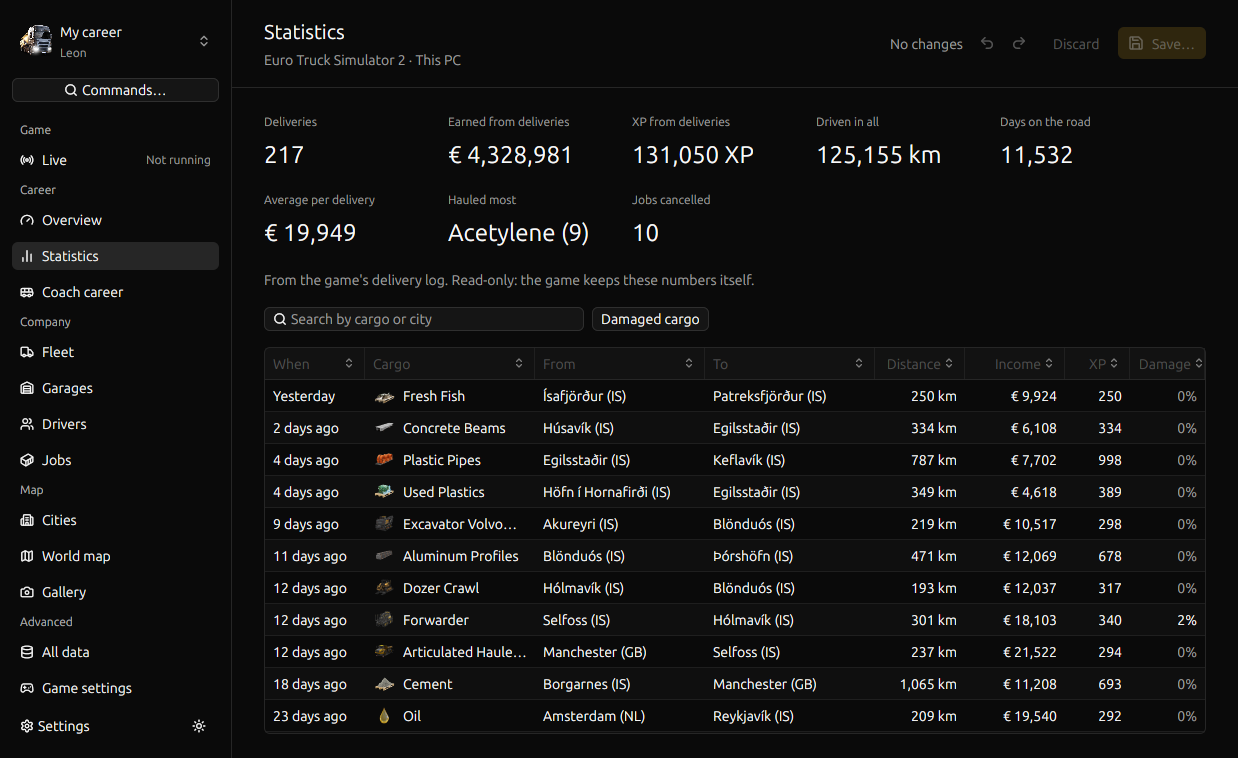 My career
Leon
Commands…
Game
Live Not running
Career
Overview
Statistics
Coach career
Company
Fleet
Garages
Drivers
Jobs
Map
Cities
World map
Gallery
Advanced
All data
Game settings
Settings
Statistics
Euro Truck Simulator 2 · This PC
No changes Discard Save…
Deliveries Earned from deliveries XP from deliveries Driven in all Days on the road
217 € 4,328,981 131,050 XP 125,155 km 11,532
Average per delivery Hauled most Jobs cancelled
€ 19,949 Acetylene (9) 10
From the game's delivery log. Read-only: the game keeps these numbers itself.
Search by cargo or city Damaged cargo
When Cargo From To Distance Income XP Damage
Yesterday Fresh Fish Ísafjörður (IS) Patreksfjörður (IS) 250 km € 9,924 250 0%
2 days ago Concrete Beams Húsavík (IS) Egilsstaðir (IS) 334 km € 6,108 334 0%
4 days ago Plastic Pipes Egilsstaðir (IS) Keflavík (IS) 787 km € 7,702 998 0%
4 days ago Used Plastics Höfn í Hornafirði (IS) Egilsstaðir (IS) 349 km € 4,618 389 0%
9 days ago Excavator Volvo… Akureyri (IS) Blönduós (IS) 219 km € 10,517 298 0%
11 days ago Aluminum Profiles Blönduós (IS) Þórshöfn (IS) 471 km € 12,069 678 0%
12 days ago Dozer Crawl Hólmavík (IS) Blönduós (IS) 193 km € 12,037 317 0%
12 days ago Forwarder Selfoss (IS) Hólmavík (IS) 301 km € 18,103 340 2%
12 days ago Articulated Haule… Manchester (GB) Selfoss (IS) 237 km € 21,522 294 0%
18 days ago Cement Borgarnes (IS) Manchester (GB) 1,065 km € 11,208 693 0%
23 days ago Oil Amsterdam (NL) Reykjavík (IS) 209 km € 19,540 292 0%